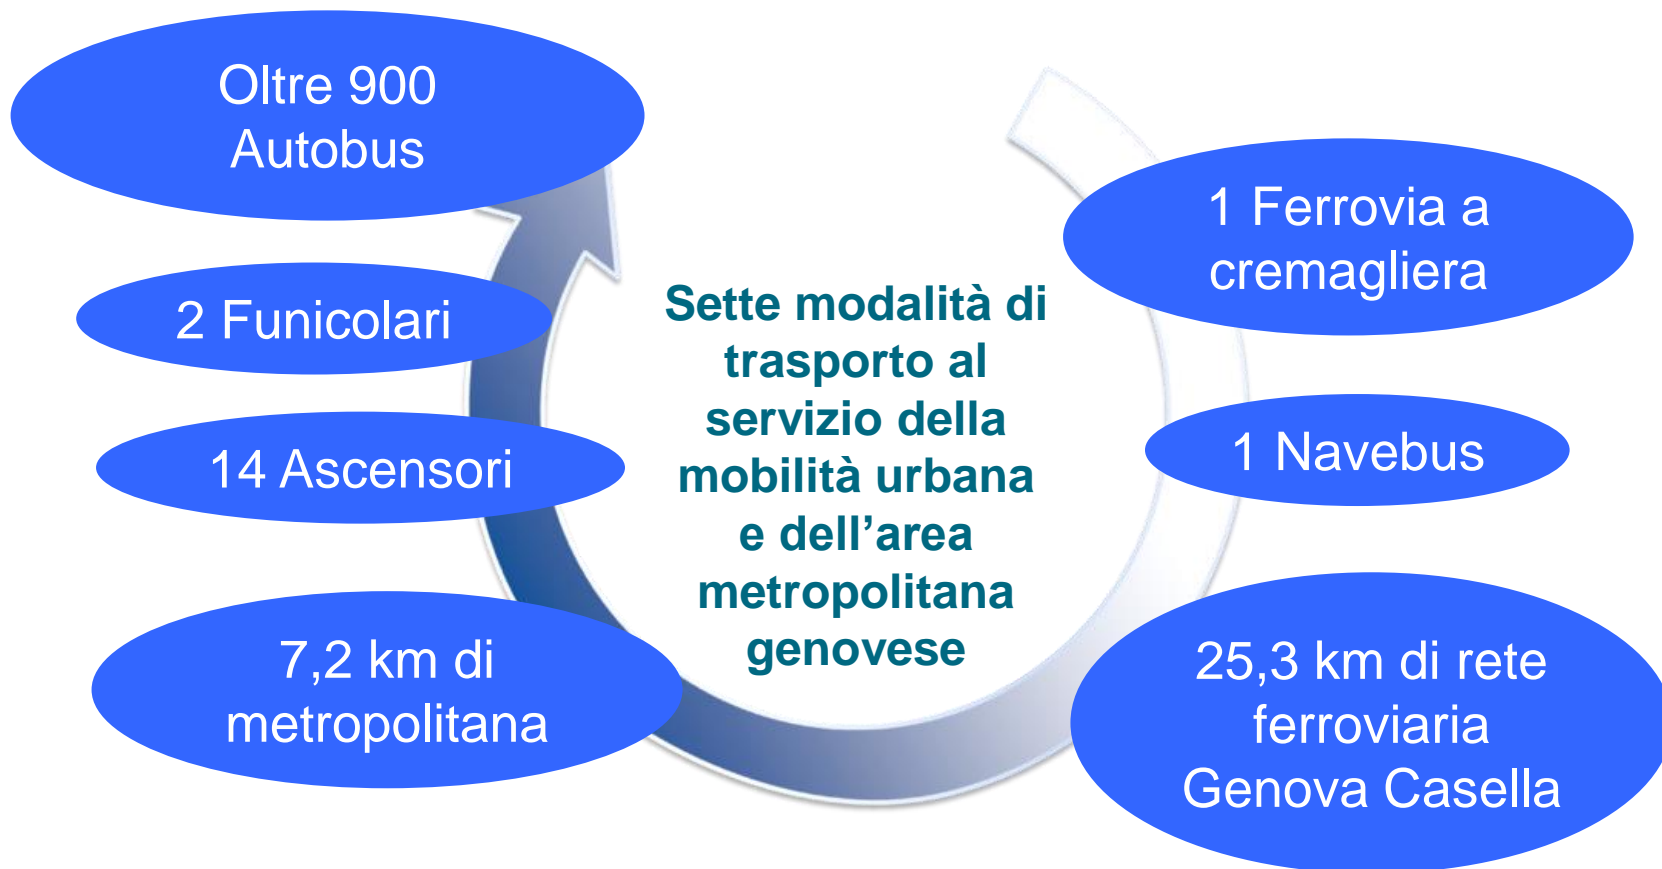 Oltre 900
Autobus
2 Funicolari
14 Ascensori
7,2 km di
metropolitana
Sette modalità di
trasporto al
servizio della
mobilità urbana
e dell’area
metropolitana
genovese
1 Ferrovia a
cremagliera
1 Navebus
25,3 km di rete
ferroviaria
Genova Casella